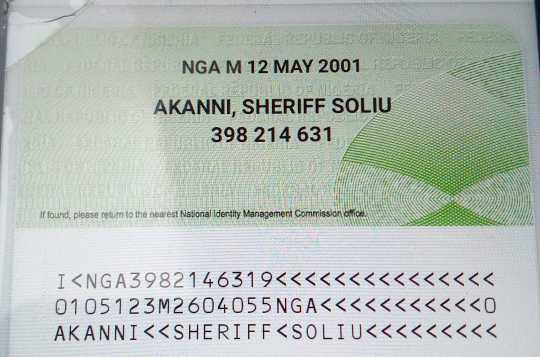 NGA M 12 MAY 2001
AKANNI, SHERIFF SOLIU
398 214 631
If found, please return to the nearest National Identity Management Commission office.
I<NGA3982146319<<<<<<<<<<<<<<<
0105123M2604055NGA<<<<<<<<<<<0
AKANNI<<SHERIFF<SOLIU<<<<<<<<<